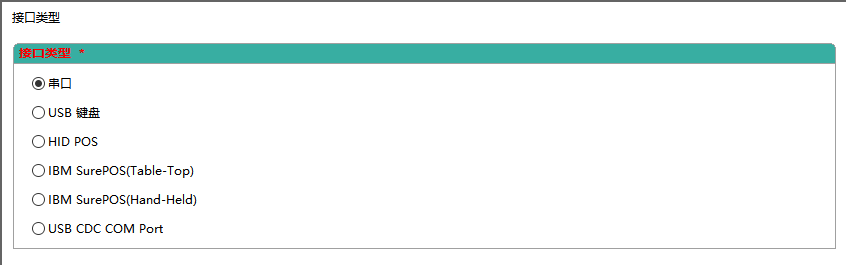 接口类型
接口类型 *
串口
USB 键盘
HID POS
IBM SurePOS(Table-Top)
IBM SurePOS(Hand-Held)
USB CDC COM Port